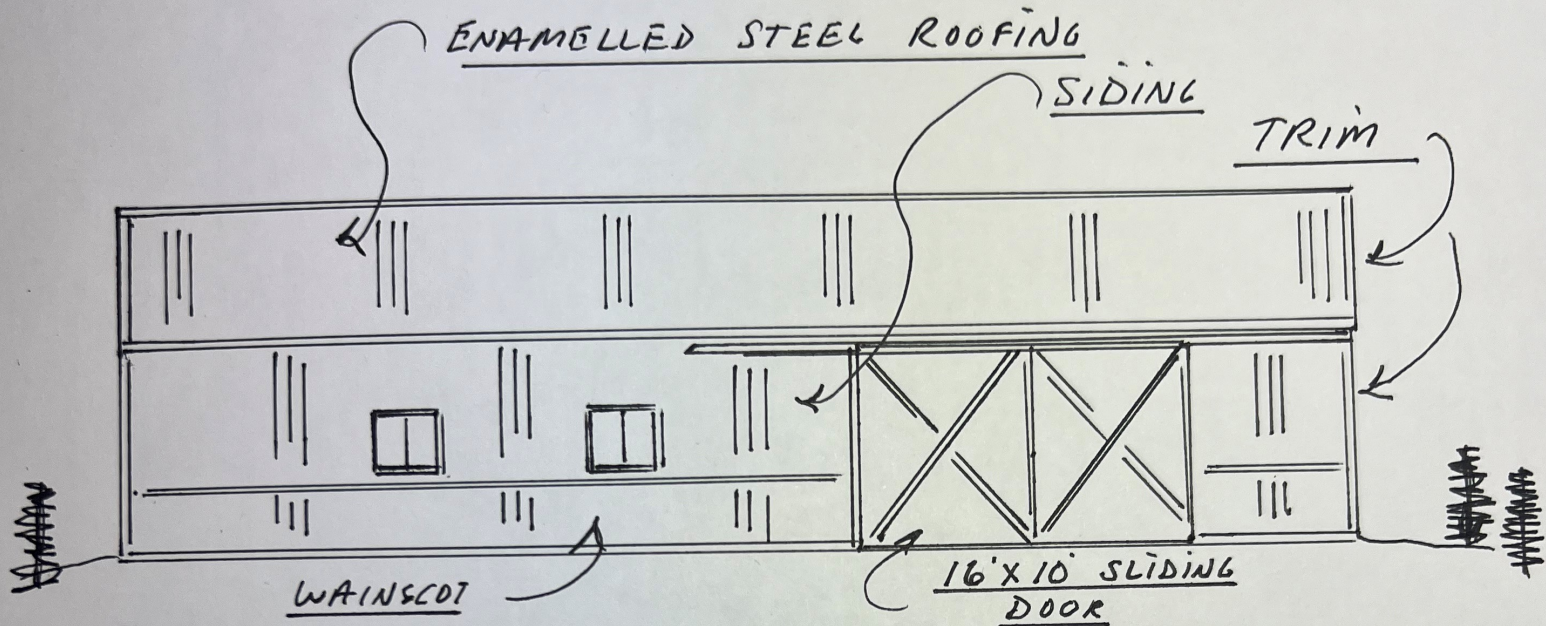 ENAMELLED STEEL ROOFING
SIDING
TRIM
WAINSCOT
16'X10' SLIDING
DOOR